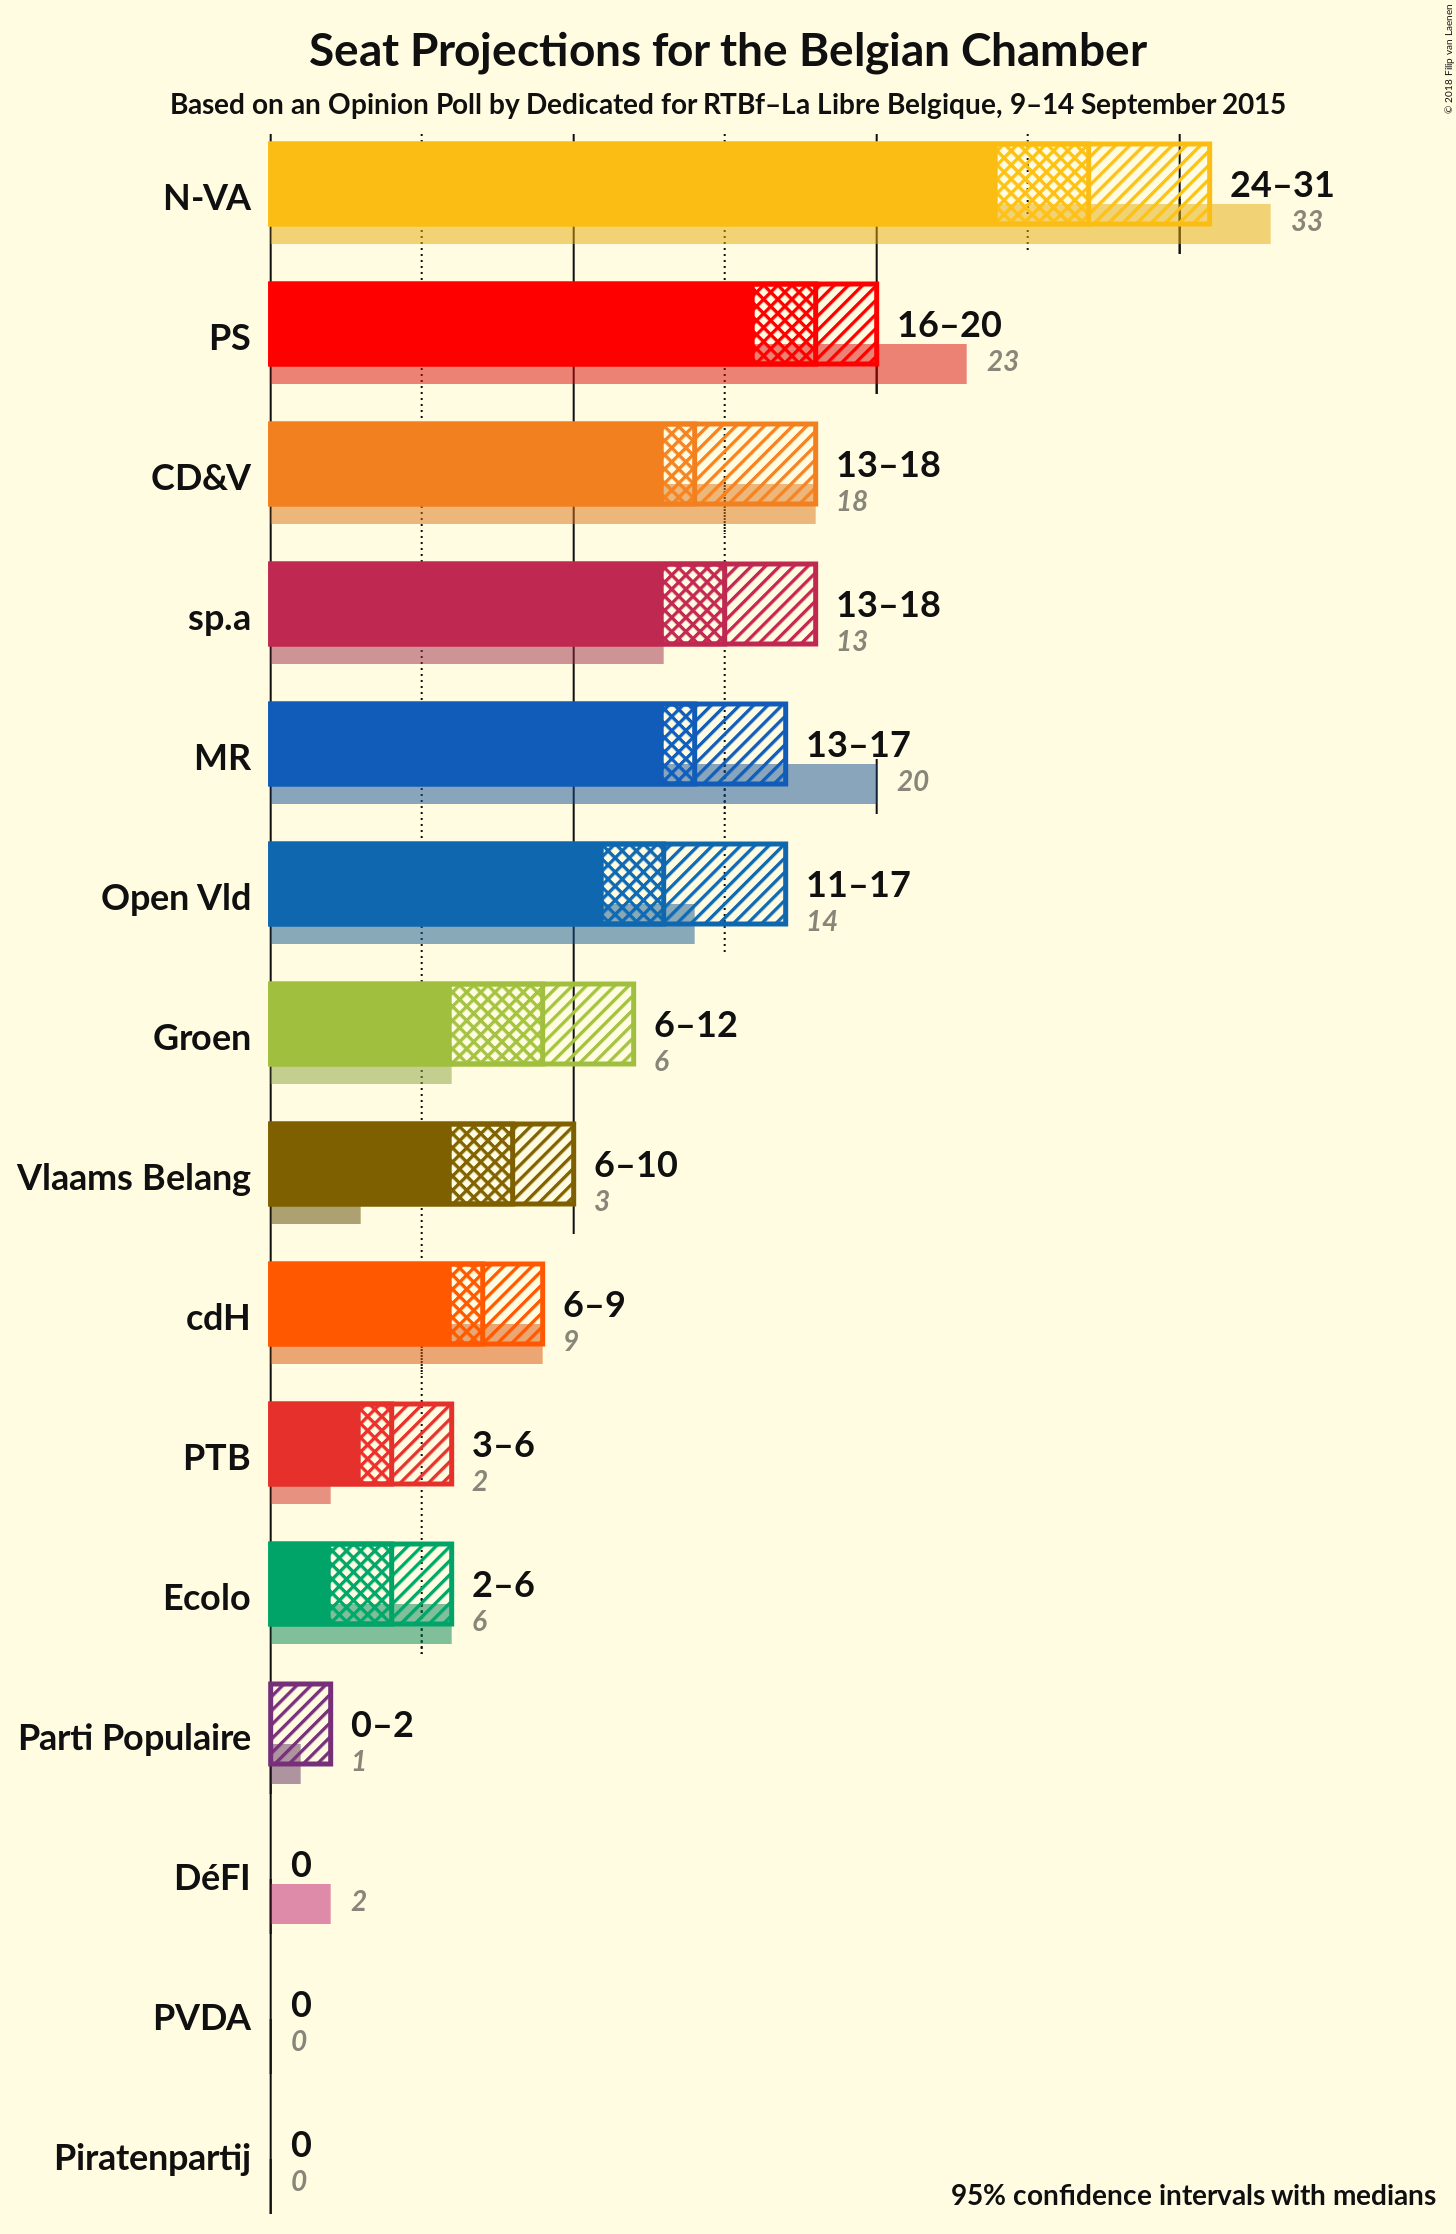 Seat Projections for the Belgian Chamber
Based on an Opinion Poll by Dedicated for RTBf–La Libre Belgique, 9–14 September 2015
© 2018 Filip van Laenen
N-VA
24–31
33
PS
16–20
23
CD&V
13–18
18
sp.a
13–18
13
MR
13–17
20
Open Vld
11–17
14
Groen
6–12
6
Vlaams Belang
6–10
3
cdH
6–9
9
PTB
3–6
2
Ecolo
2–6
6
Parti Populaire
0–2
1
DéFI
0
2
PVDA
0
0
Piratenpartij
0
0
95% confidence intervals with medians